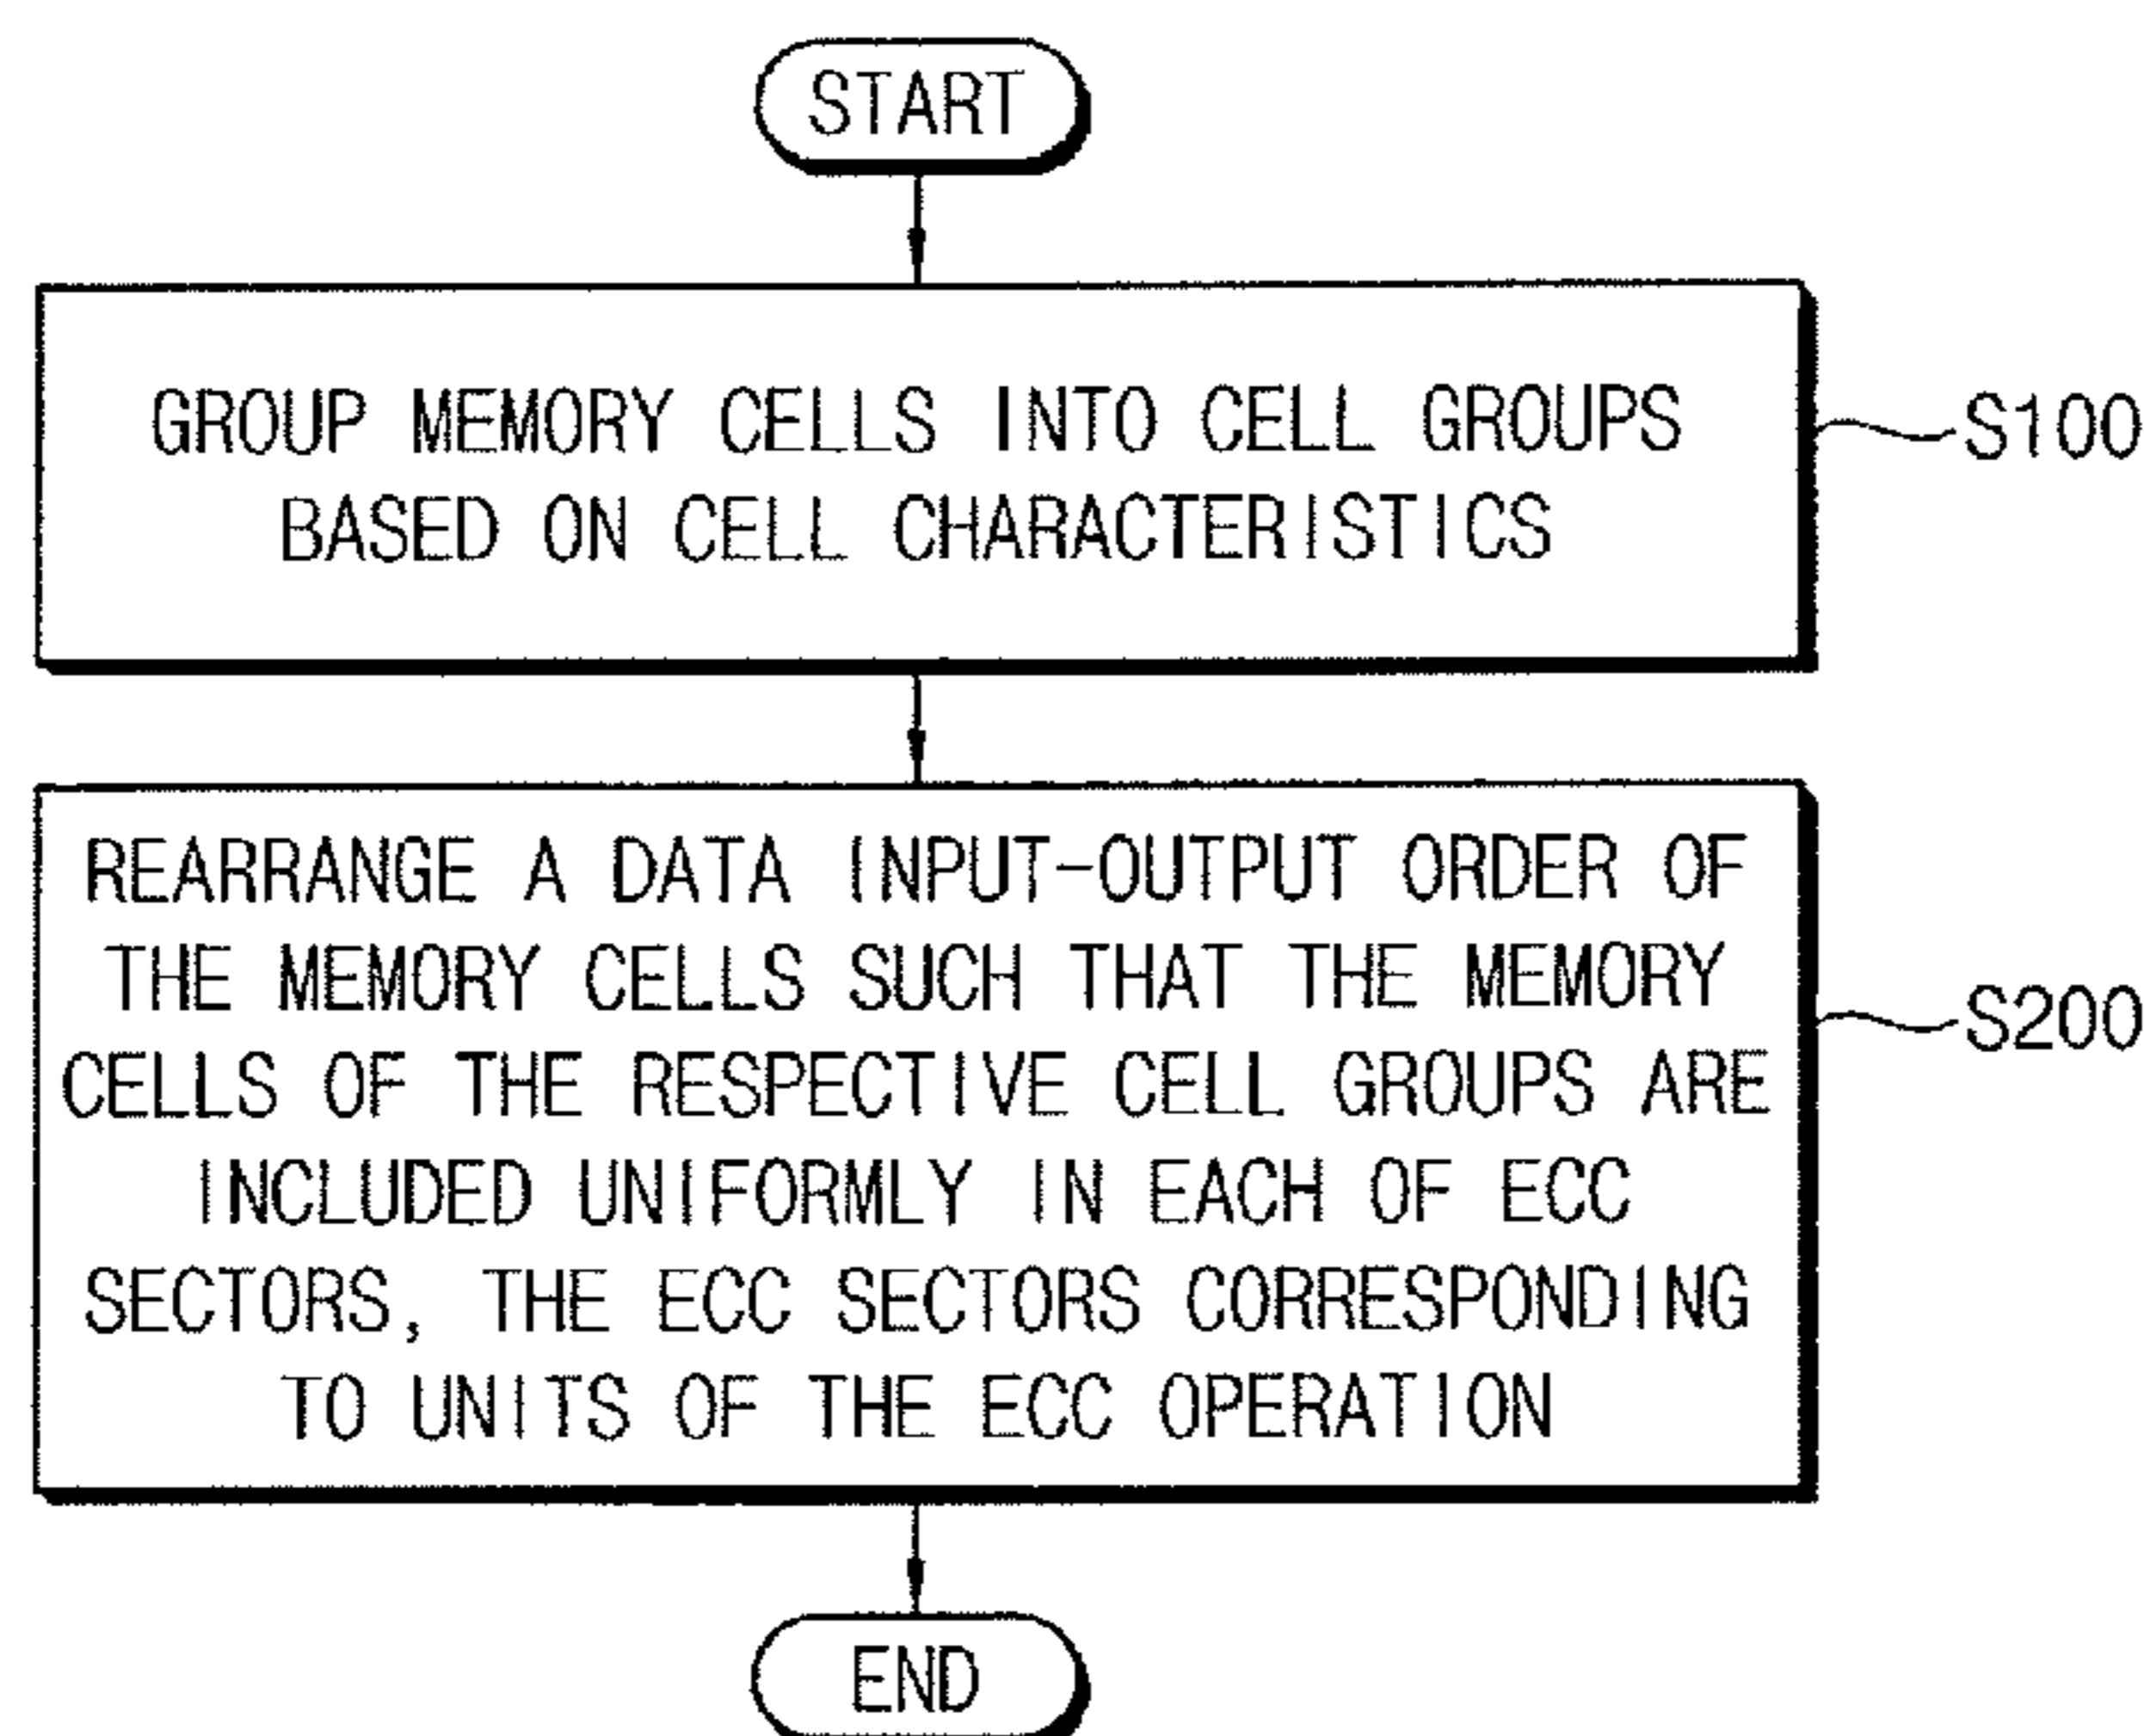 START
GROUP MEMORY CELLS INTO CELL GROUPS
BASED ON CELL CHARACTERISTICS
S100
REARRANGE A DATA INPUT-OUTPUT ORDER OF
THE MEMORY CELLS SUCH THAT THE MEMORY
CELLS OF THE RESPECTIVE CELL GROUPS ARE
INCLUDED UNIFORMLY IN EACH OF ECC
SECTORS, THE ECC SECTORS CORRESPONDING
TO UNITS OF THE ECC OPERATION
S200
END